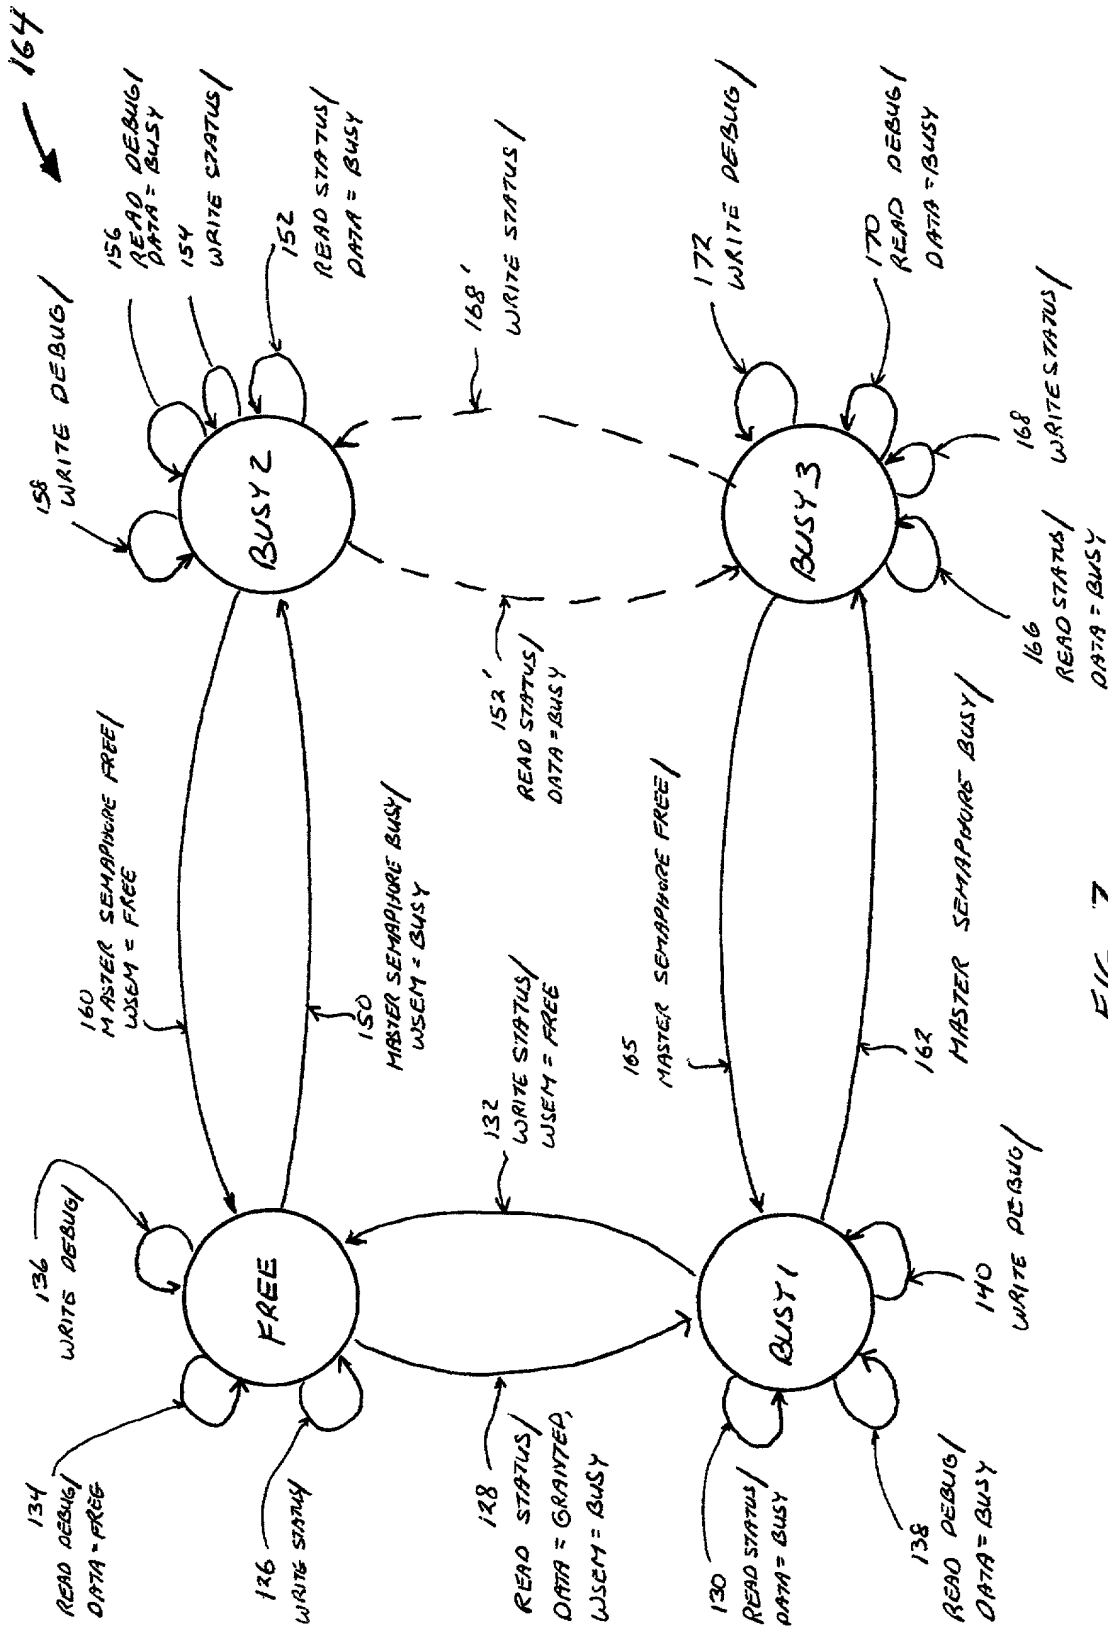 164
158
WRITE DEBUG/
156
READ DEBUG/
DATA = BUSY
154
WRITE STATUS/
152
READ STATUS/
DATA = BUSY
BUSY 2
160
MASTER SEMAPHORE FREE/
WSEM = FREE
150
MASTER SEMAPHORE BUSY/
WSEM = BUSY
136
WRITE DEBUG/
134
READ DEBUG/
DATA = FREE
FREE
126
WRITE STATUS/
128
READ STATUS/
DATA = GRANTED,
WSEM = BUSY
132
WRITE STATUS/
WSEM = FREE
152'
READ STATUS/
DATA = BUSY
168'
WRITE STATUS/
165
MASTER SEMAPHORE FREE/
162
MASTER SEMAPHORE BUSY/
BUSY 1
130
READ STATUS/
DATA = BUSY
138
READ DEBUG/
DATA = BUSY
140
WRITE DEBUG/
BUSY 3
172
WRITE DEBUG/
170
READ DEBUG/
DATA = BUSY
168
WRITE STATUS/
166
READ STATUS/
DATA = BUSY